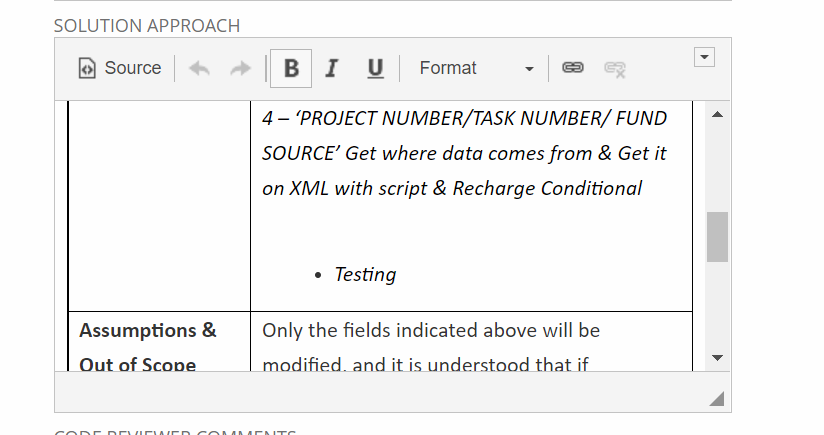 SOLUTION APPROACH
Source B I U Format
4 – ‘PROJECT NUMBER/TASK NUMBER/ FUND
SOURCE’ Get where data comes from & Get it
on XML with script & Recharge Conditional
• Testing
Assumptions & Only the fields indicated above will be
Out of Scope modified, and it is understood that if
CODE REVIEWER COMMENTS